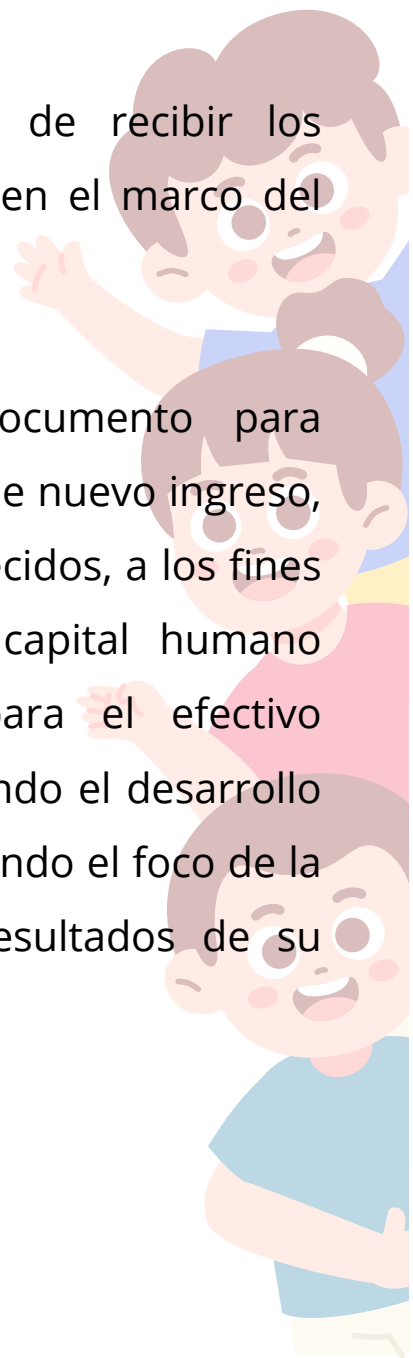 de recibir los
en el marco del
ocumento para
e nuevo ingreso,
ecidos, a los fines
capital humano
para el efectivo
ndo el desarrollo
ndo el foco de la
esultados de su